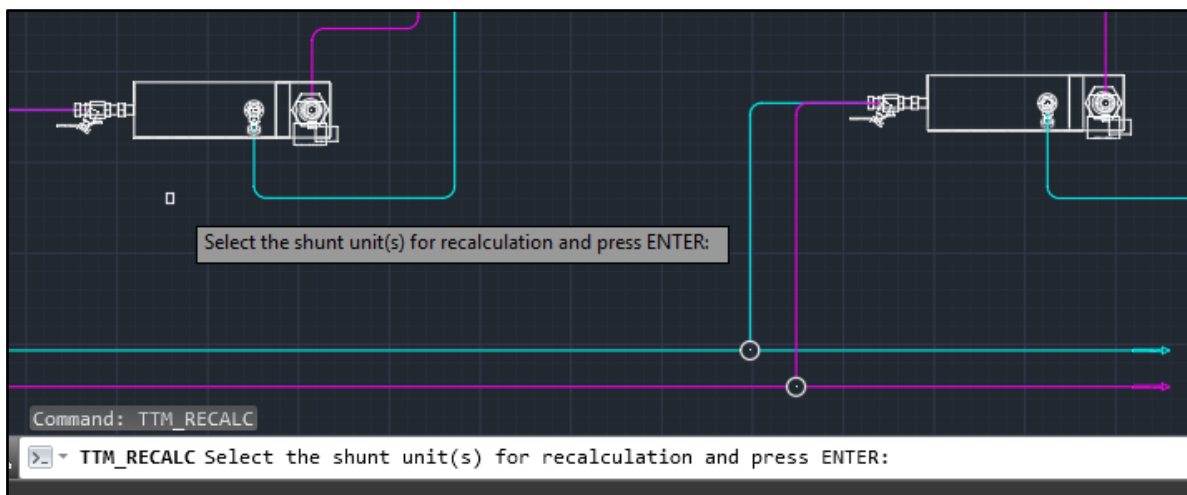 Select the shunt unit(s) for recalculation and press ENTER:
Command: TTM_RECALC
TTM_RECALC Select the shunt unit(s) for recalculation and press ENTER: